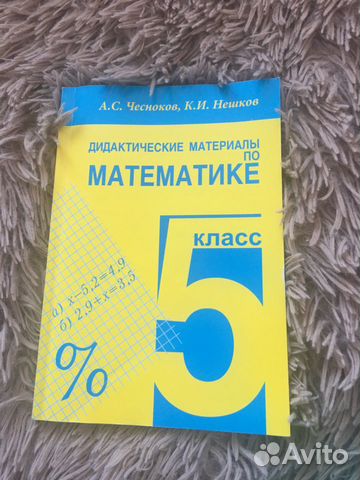 А.С. Чесноков, К.И. Нешков
ДИДАКТИЧЕСКИЕ МАТЕРИАЛЫ
ПО
МАТЕМАТИКЕ
5
класс
а) x−5,2=4,9
б) 2,9+x=3,5
%
Avito